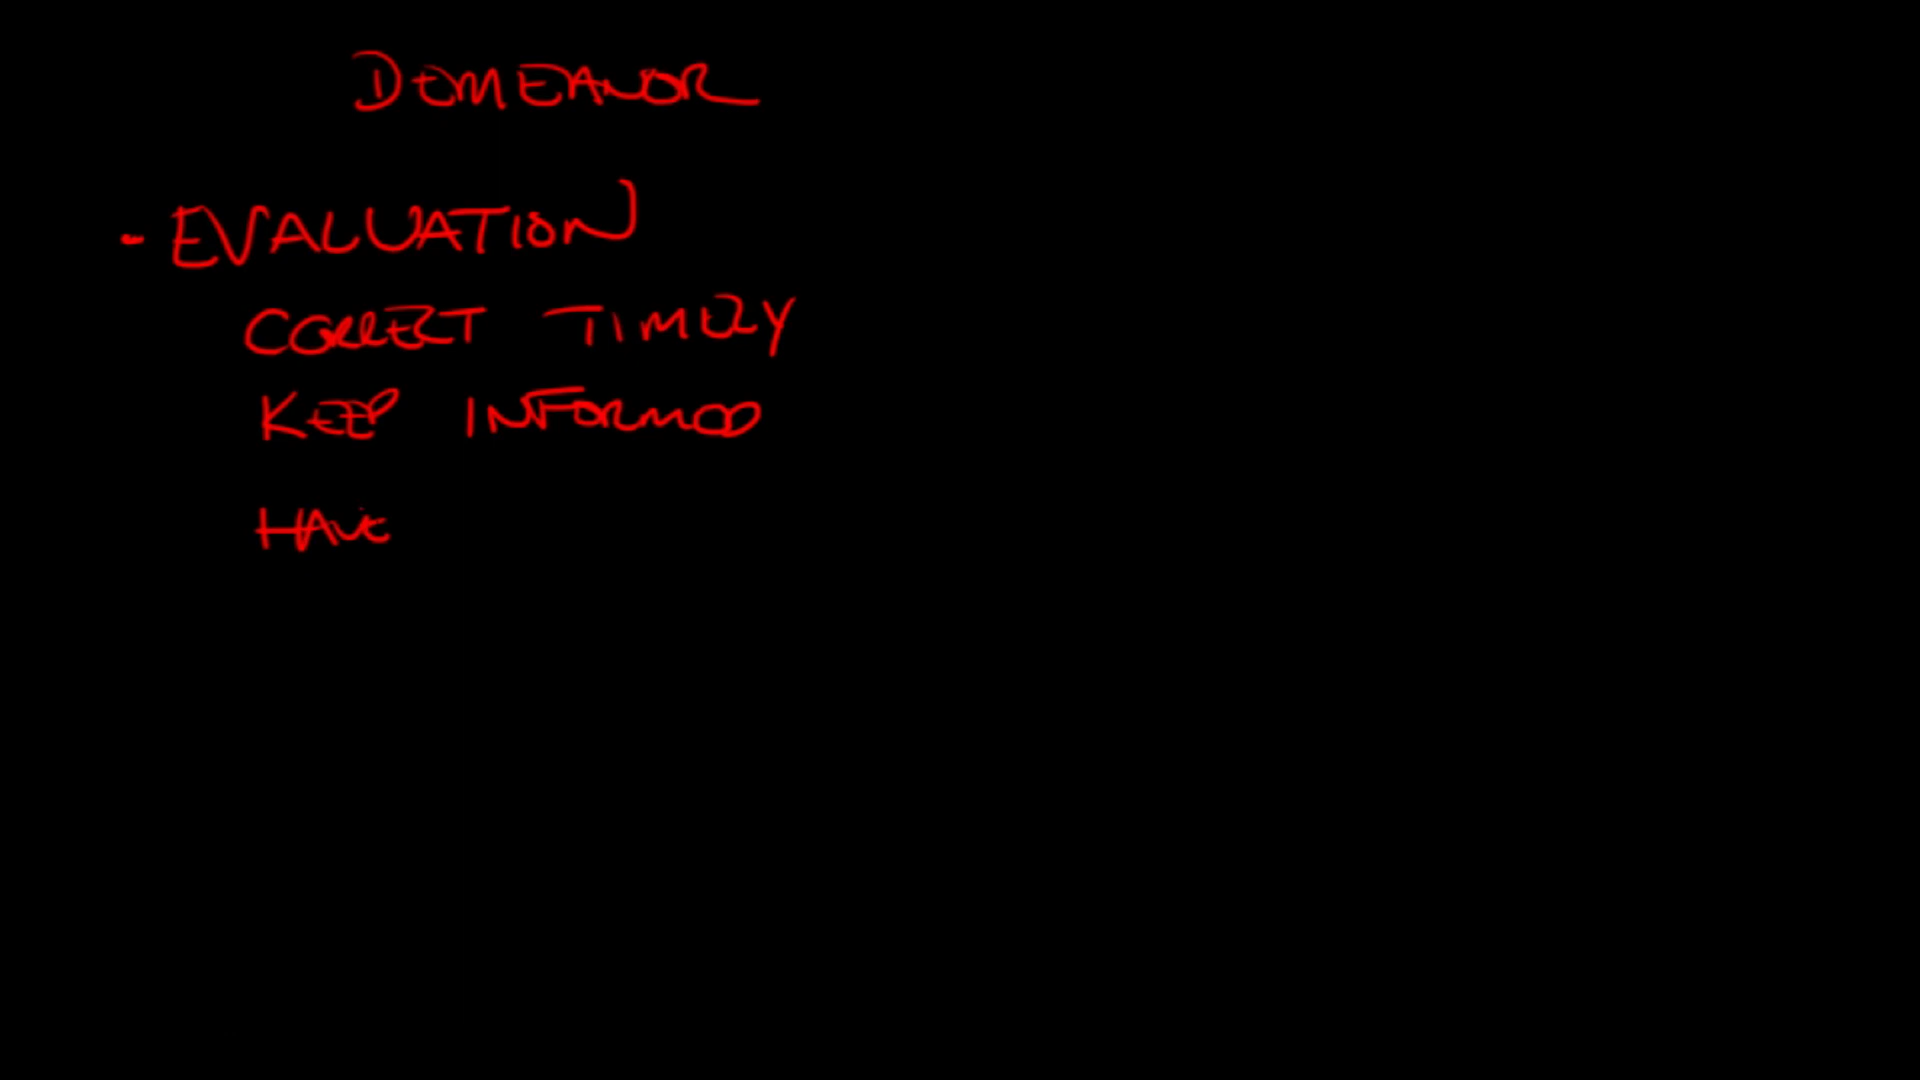 DEMEANOR
- EVALUATION
CORRECT TIMELY
KEEP INFORMED
HAVE